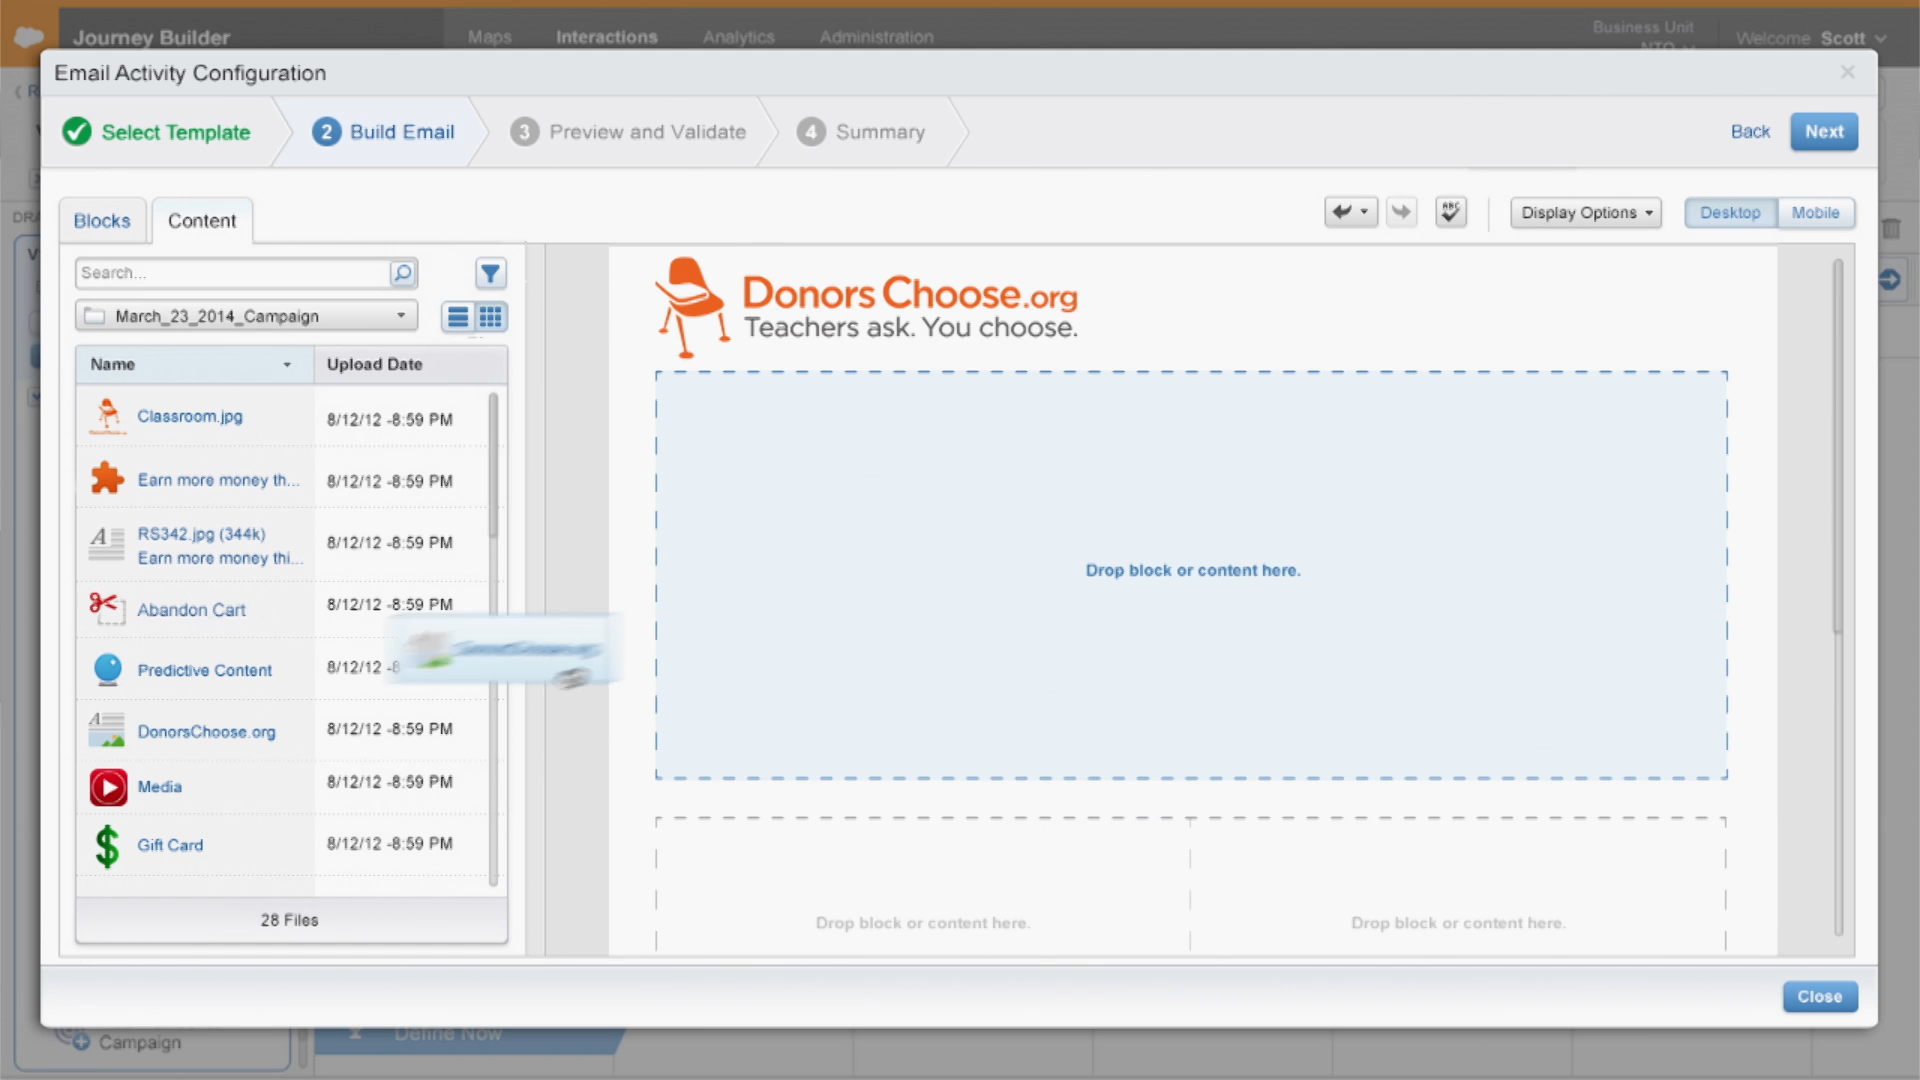 Journey Builder
Maps
Interactions
Analytics
Administration
Business Unit
NTO
Welcome Scott
Email Activity Configuration
Select Template
2 Build Email
3 Preview and Validate
4 Summary
Back
Next
Blocks
Content
ABC
Display Options
Desktop
Mobile
Search...
March_23_2014_Campaign
Name
Upload Date
Classroom.jpg
8/12/12 -8:59 PM
Earn more money th...
8/12/12 -8:59 PM
RS342.jpg (344k)
Earn more money thi...
8/12/12 -8:59 PM
Abandon Cart
8/12/12 -8:59 PM
Predictive Content
8/12/12 -8
DonorsChoose.org
8/12/12 -8:59 PM
Media
8/12/12 -8:59 PM
Gift Card
8/12/12 -8:59 PM
28 Files
DonorsChoose.org
Teachers ask. You choose.
Drop block or content here.
Drop block or content here.
Drop block or content here.
Close
Campaign
Define Now